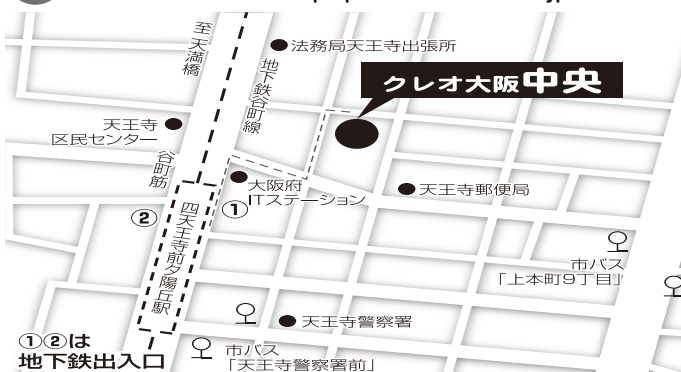 至 天満橋
法務局天王寺出張所
地下鉄谷町線
クレオ大阪中央
天王寺
区民センター
谷町筋
大阪府
ITステーション
天王寺郵便局
①
②
四天王寺前夕陽丘駅
市バス
「上本町9丁目」
天王寺警察署
①②は
地下鉄出入口
市バス
「天王寺警察署前」